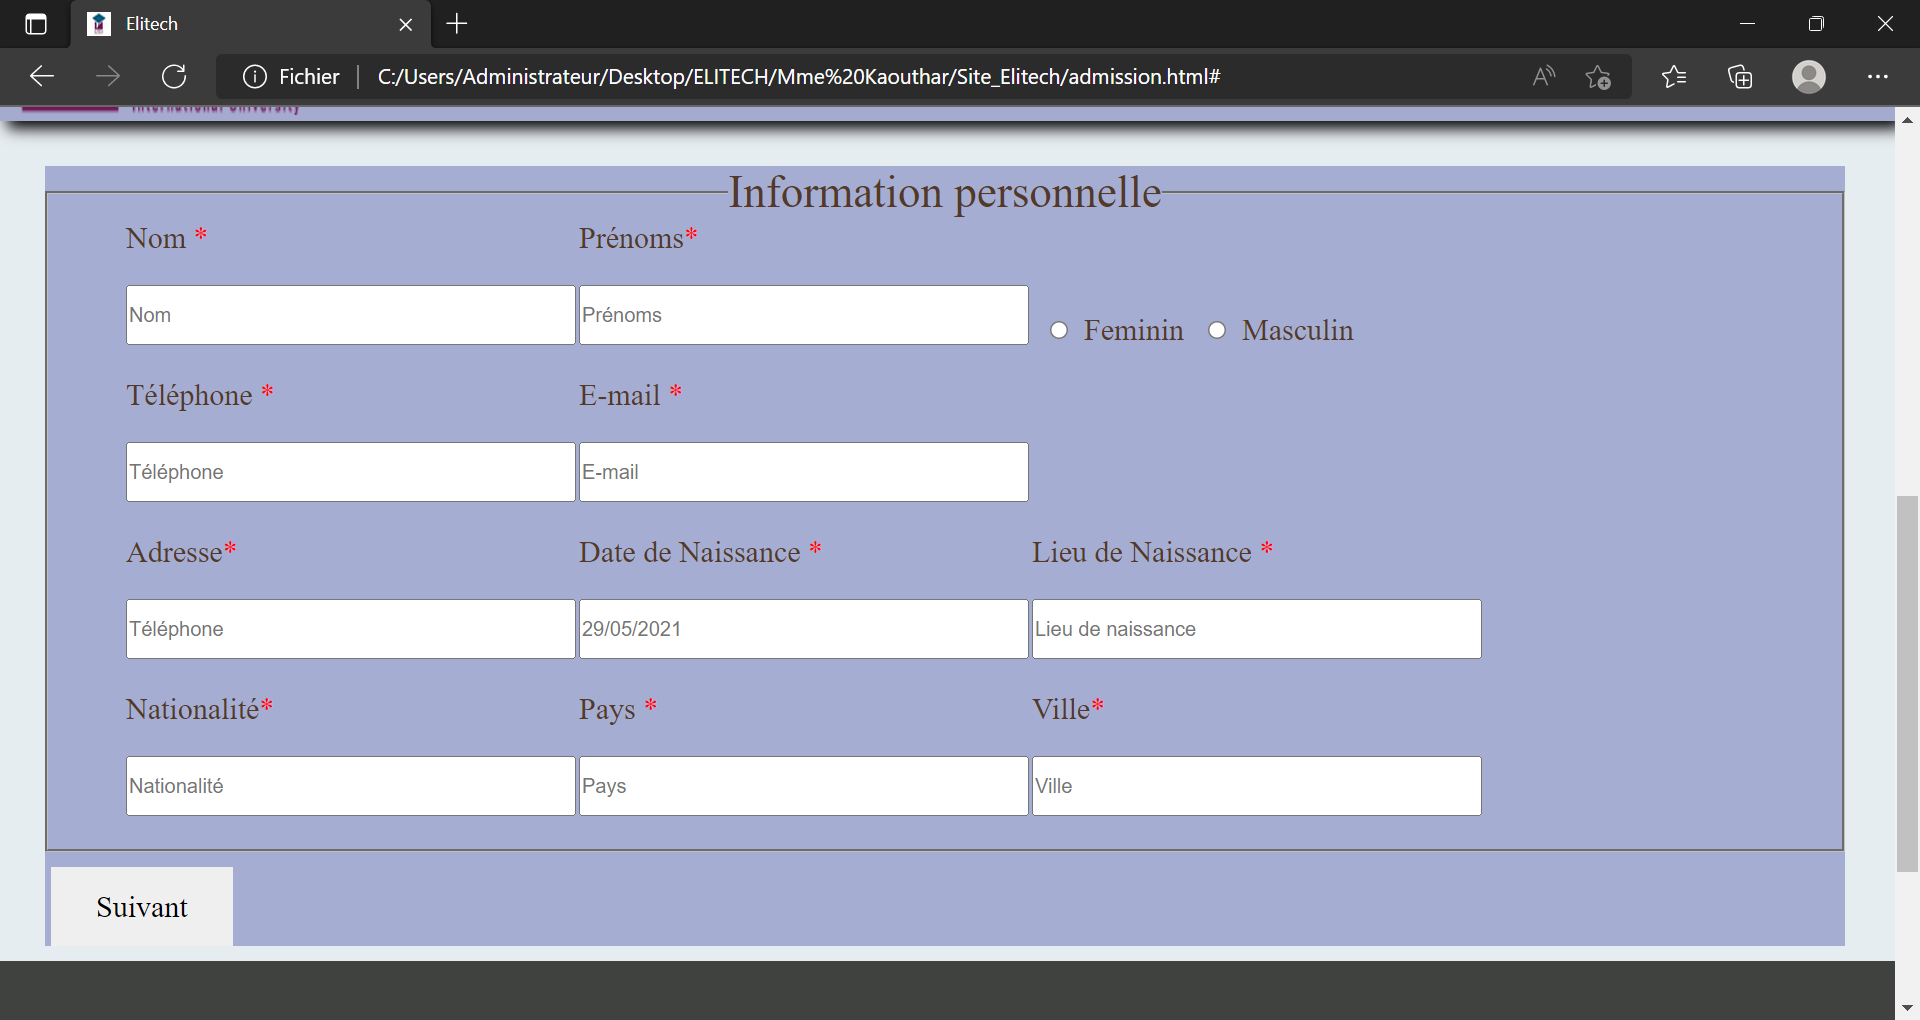 Elitech
Fichier C:/Users/Administrateur/Desktop/ELITECH/Mme%20Kaouthar/Site_Elitech/admission.html#
International University
Information personnelle
Nom * Prénoms*
Nom Prénoms Feminin Masculin
Téléphone * E-mail *
Téléphone E-mail
Adresse* Date de Naissance * Lieu de Naissance *
Téléphone 29/05/2021 Lieu de naissance
Nationalité* Pays * Ville*
Nationalité Pays Ville
Suivant